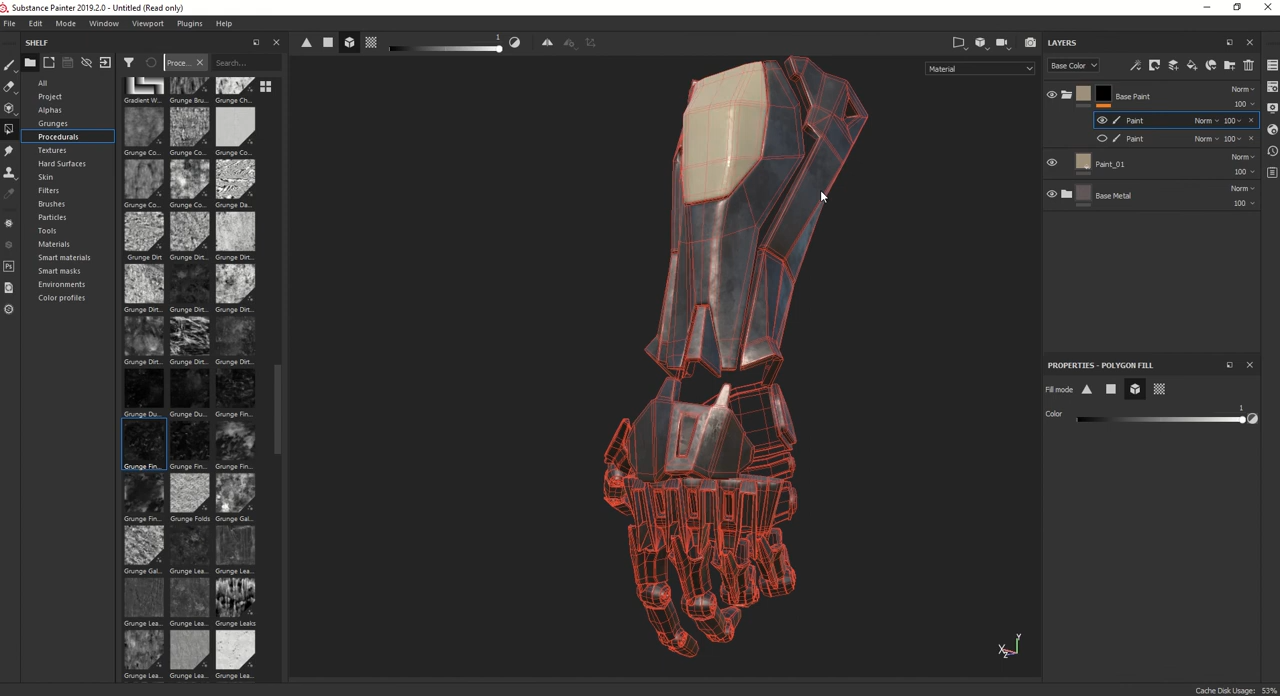 Substance Painter 2019.2.0 - Untitled (Read only)
File Edit Mode Window Viewport Plugins Help
SHELF
Proce...
Search...
All
Project
Alphas
Grunges
Procedurals
Textures
Hard Surfaces
Skin
Filters
Brushes
Particles
Tools
Materials
Smart materials
Smart masks
Environments
Color profiles
Gradient W... Grunge Bru... Grunge Ch...
Grunge Co... Grunge Co... Grunge Co...
Grunge Co... Grunge Co... Grunge Da...
Grunge Dirt Grunge Dirt... Grunge Dirt...
Grunge Dirt... Grunge Dirt... Grunge Dirt...
Grunge Dirt... Grunge Dirt... Grunge Dirt...
Grunge Du... Grunge Du... Grunge Fin...
Grunge Fin... Grunge Fin... Grunge Fin...
Grunge Fin... Grunge Folds Grunge Gal...
Grunge Gal... Grunge Lea... Grunge Lea...
Grunge Lea... Grunge Lea... Grunge Leaks
Grunge Lea... Grunge Lea... Grunge Lea...
1
Material
Y
X
Z
LAYERS
Base Color
Base Paint
Norm
100
Paint Norm 100
Paint Norm 100
Paint_01
Norm
100
Base Metal
Norm
100
PROPERTIES - POLYGON FILL
Fill mode
Color
1
Ps
Cache Disk Usage: 53%